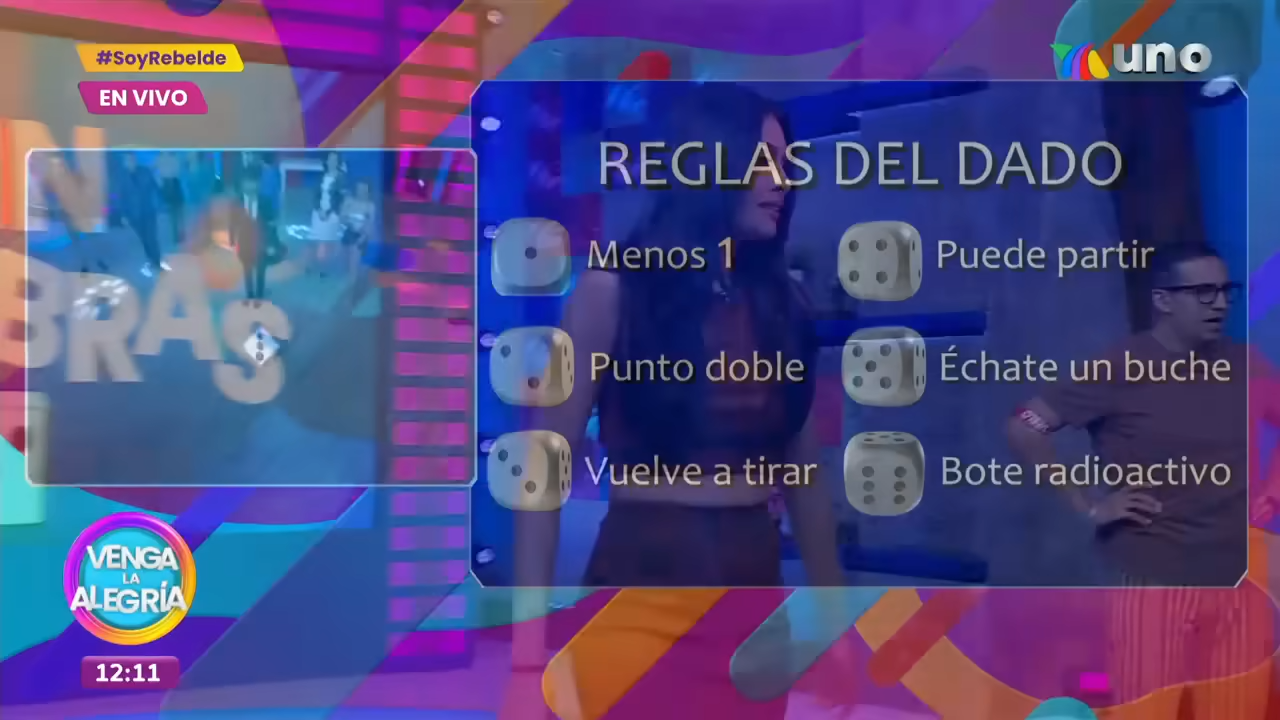 #SoyRebelde
EN VIVO
uno
REGLAS DEL DADO
Menos 1
Puede partir
Punto doble
Échate un buche
Vuelve a tirar
Bote radioactivo
N
BRAS
VENGA
LA
ALEGRÍA
12:11